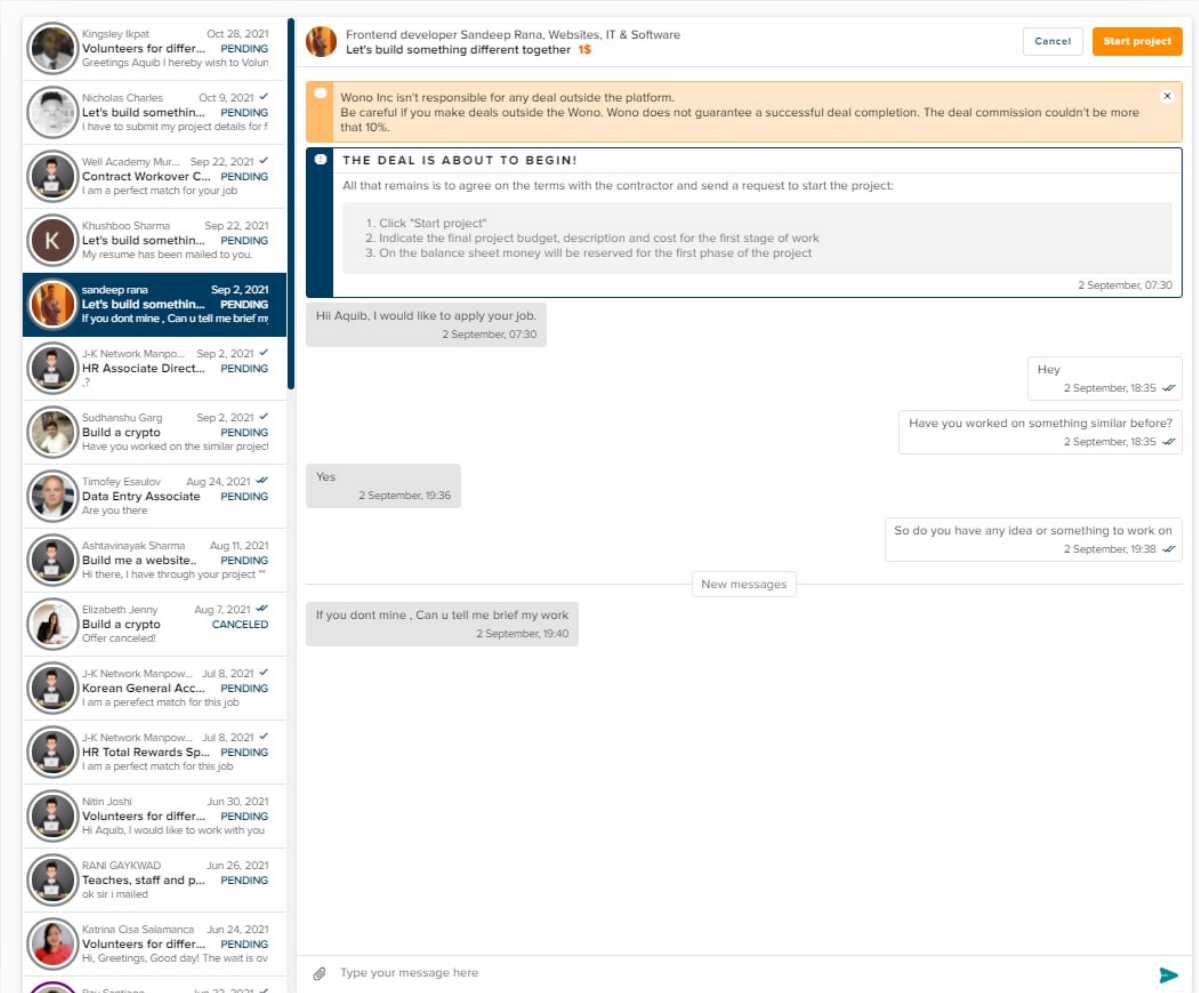 Kingsley Ikpat Oct 28, 2021
Volunteers for differ... PENDING
Greetings Aquib I hereby wish to Volun
Nicholas Charles Oct 9, 2021
Let's build somethin... PENDING
I have to submit my project details for f
Well Academy Mur... Sep 22, 2021
Contract Workover C... PENDING
I am a perfect match for your job
K
Khushboo Sharma Sep 22, 2021
Let's build somethin... PENDING
My resume has been mailed to you.
sandeep rana Sep 2, 2021
Let's build somethin... PENDING
If you dont mine , Can u tell me brief my
J-K Network Manpo... Sep 2, 2021
HR Associate Direct... PENDING
.?
Sudhanshu Garg Sep 2, 2021
Build a crypto PENDING
Have you worked on the similar project
Timofey Esaulov Aug 24, 2021
Data Entry Associate PENDING
Are you there
Ashtavinayak Sharma Aug 11, 2021
Build me a website.. PENDING
Hi there, I have through your project ""
Elizabeth Jenny Aug 7, 2021
Build a crypto CANCELED
Offer canceled!
J-K Network Manpow... Jul 8, 2021
Korean General Acc... PENDING
I am a perefect match for this job
J-K Network Manpow... Jul 8, 2021
HR Total Rewards Sp... PENDING
I am a perfect match for this job
Nitin Joshi Jun 30, 2021
Volunteers for differ... PENDING
Hi Aquib, I would like to work with you
RANI GAYKWAD Jun 26, 2021
Teaches, staff and p... PENDING
ok sir i mailed
Katrina Cisa Salamanca Jun 24, 2021
Volunteers for differ... PENDING
Hi, Greetings, Good day! The wait is ov
Frontend developer Sandeep Rana, Websites, IT & Software
Let's build something different together 1$
Cancel
Start project
Wono Inc isn't responsible for any deal outside the platform.
Be careful if you make deals outside the Wono. Wono does not guarantee a successful deal completion. The deal commission couldn't be more
that 10%.
THE DEAL IS ABOUT TO BEGIN!
All that remains is to agree on the terms with the contractor and send a request to start the project:
1. Click "Start project"
2. Indicate the final project budget, description and cost for the first stage of work
3. On the balance sheet money will be reserved for the first phase of the project
2 September, 07:30
Hii Aquib, I would like to apply your job.
2 September, 07:30
Hey
2 September, 18:35
Have you worked on something similar before?
2 September, 18:35
Yes
2 September, 19:36
So do you have any idea or something to work on
2 September, 19:38
New messages
If you dont mine , Can u tell me brief my work
2 September, 19:40
Type your message here